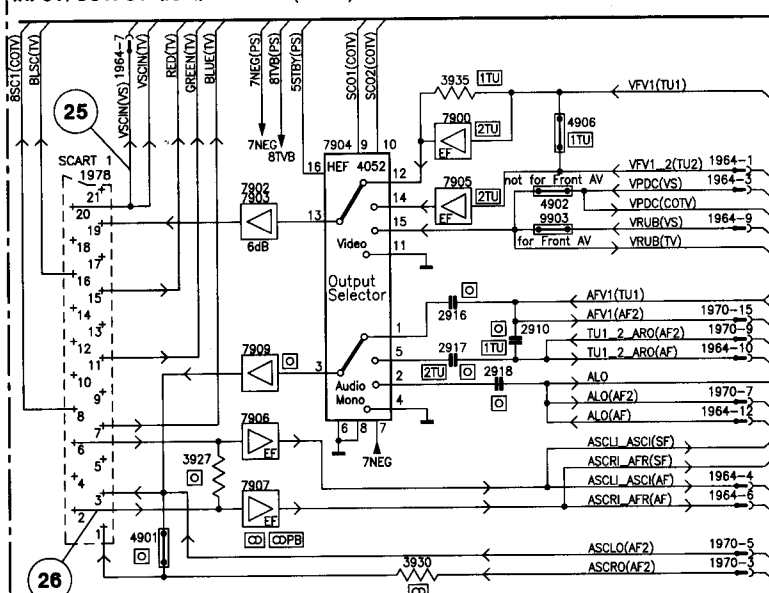 8SC1(COTV)
BLSC(TV)
VSCIN(VS) 1964-7
VSCIN(TV)
RED(TV)
GREEN(TV)
BLUE(TV)
7NEG(PS)
8TVB(PS)
5STBY(PS)
SCO1(COTV)
SCO2(COTV)
25
7NEG
8TVB
3935 1TU
VFV1(TU1)
7900
EF
2TU
4906
1TU
7904 9 10
16
HEF 4052
12
SCART 1
1978
7902
7903
6dB
13
14
7905
EF
2TU
15
Video
11
Output
Selector
VFV1_2(TU2) 1964-1
not for Front AV
VPDC(VS) 1964-3
4902
VPDC(COTV)
9903
VRUB(VS) 1964-9
for Front AV
VRUB(TV)
21
20
19
18
17
16
15
14
13
12
11
10
9
8
7
6
5
4
3
2
1
1
2916
AFV1(TU1)
AFV1(AF2) 1970-15
2910
1TU
TU1_2_ARO(AF2) 1970-9
TU1_2_ARO(AF) 1964-10
7909
3
5
2917
2TU
2
2918
ALO
ALO(AF2) 1970-7
ALO(AF) 1964-12
Audio
Mono
4
6 8 7
7NEG
7906
EF
3927
7907
EF
PB
ASCLI_ASCI(SF)
ASCRI_AFR(SF)
ASCLI_ASCI(AF) 1964-4
ASCRI_AFR(AF) 1964-6
4901
ASCLO(AF2) 1970-5
ASCRO(AF2) 1970-3
3930
26